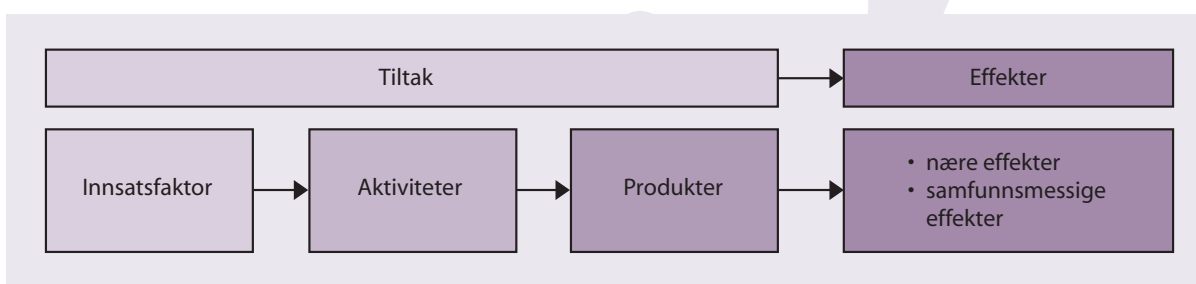 Tiltak
Effekter
Innsatsfaktor
Aktiviteter
Produkter
• nære effekter
• samfunnsmessige
effekter